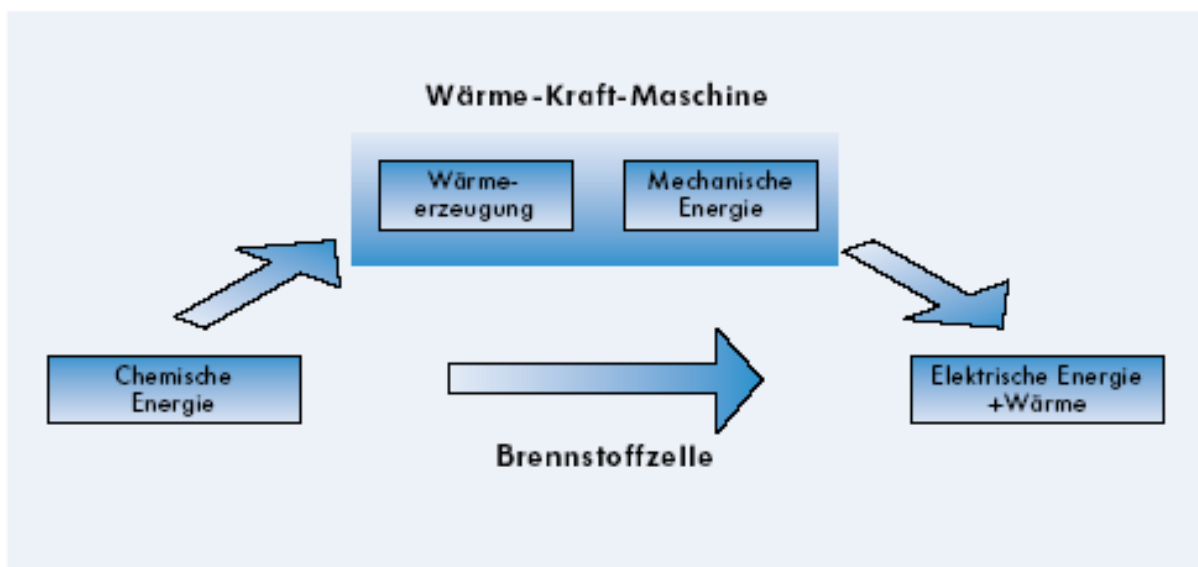 Wärme-Kraft-Maschine
Wärme-
erzeugung
Mechanische
Energie
Chemische
Energie
Elektrische Energie
+Wärme
Brennstoffzelle